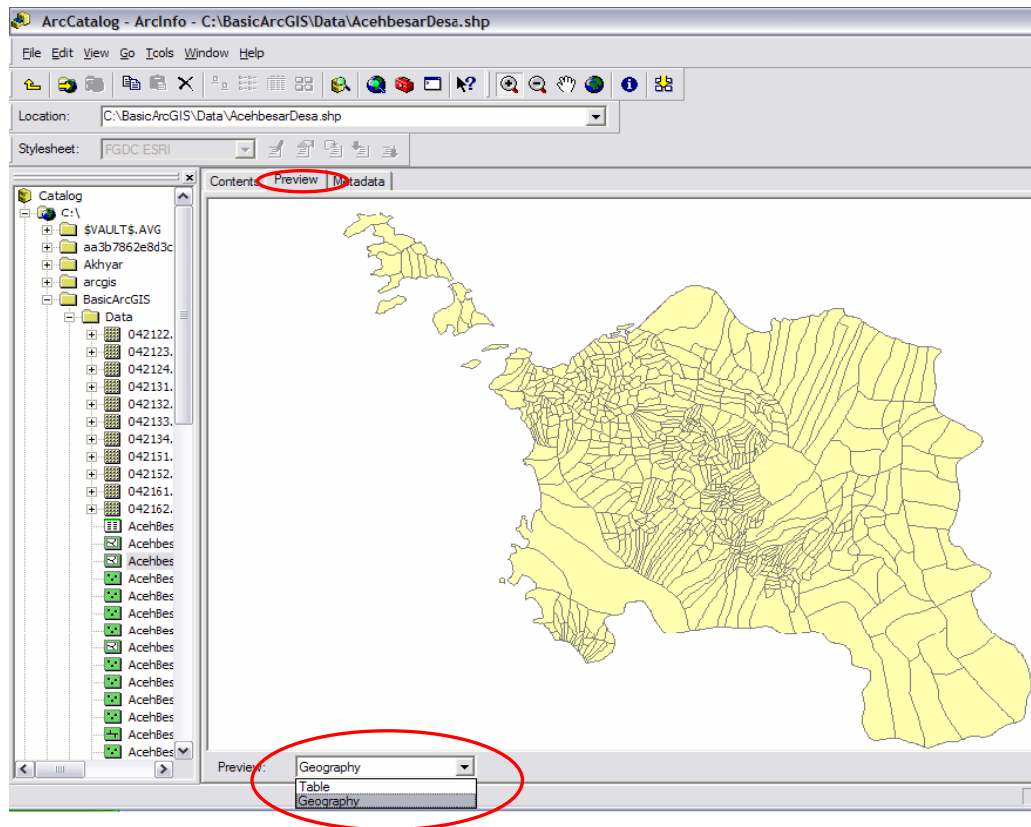 ArcCatalog - ArcInfo - C:\BasicArcGIS\Data\AcehbesarDesa.shp
File Edit View Go Tools Window Help
Location: C:\BasicArcGIS\Data\AcehbesarDesa.shp
Stylesheet: FGDC ESRI
Contents Preview Metadata
Catalog
C:\
$VAULT$.AVG
aa3b7862e8d3c
Akhyar
arcgis
BasicArcGIS
Data
042122.
042123.
042124.
042131.
042132.
042133.
042134.
042151.
042152.
042161.
042162.
AcehBes
Acehbes
Acehbes
AcehBes
AcehBes
AcehBes
AcehBes
AcehBes
AcehBes
AcehBes
AcehBes
AcehBes
AcehBes
Preview: Geography
Table
Geography